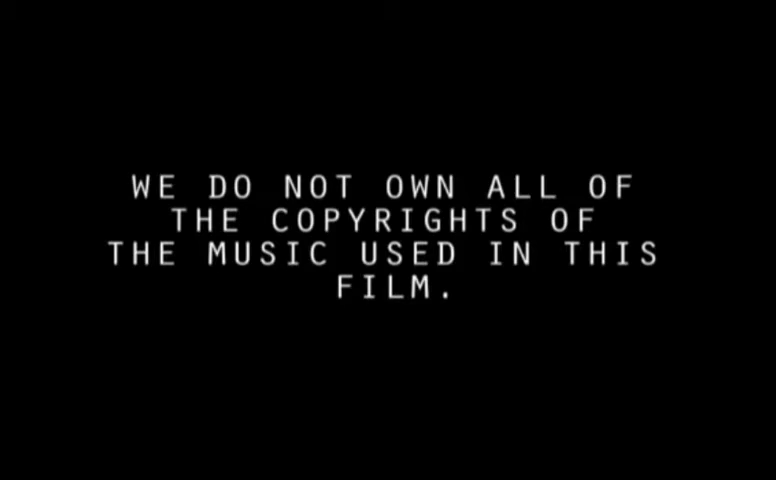 WE DO NOT OWN ALL OF
THE COPYRIGHTS OF
THE MUSIC USED IN THIS
FILM.